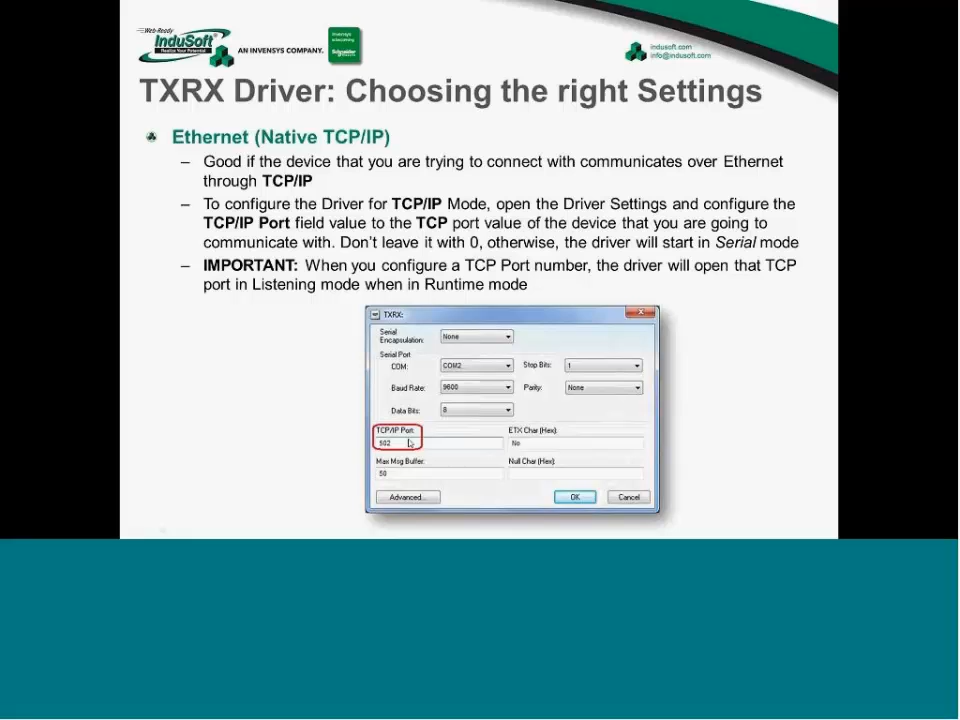 Web-Ready
InduSoft
Realize Your Potential
AN INVENSYS COMPANY.
indusoft.com
info@indusoft.com
TXRX Driver: Choosing the right Settings
Ethernet (Native TCP/IP)
– Good if the device that you are trying to connect with communicates over Ethernet
through TCP/IP
– To configure the Driver for TCP/IP Mode, open the Driver Settings and configure the
TCP/IP Port field value to the TCP port value of the device that you are going to
communicate with. Don't leave it with 0, otherwise, the driver will start in Serial mode
– IMPORTANT: When you configure a TCP Port number, the driver will open that TCP
port in Listening mode when in Runtime mode
TXRX:
Serial
Encapsulation: None
Serial Port
COM: COM2 Stop Bits: 1
Baud Rate: 9600 Parity: None
Data Bits: 8
TCP/IP Port: ETX Char (Hex):
502 No
Max Msg Buffer: Null Char (Hex):
50
Advanced... OK Cancel